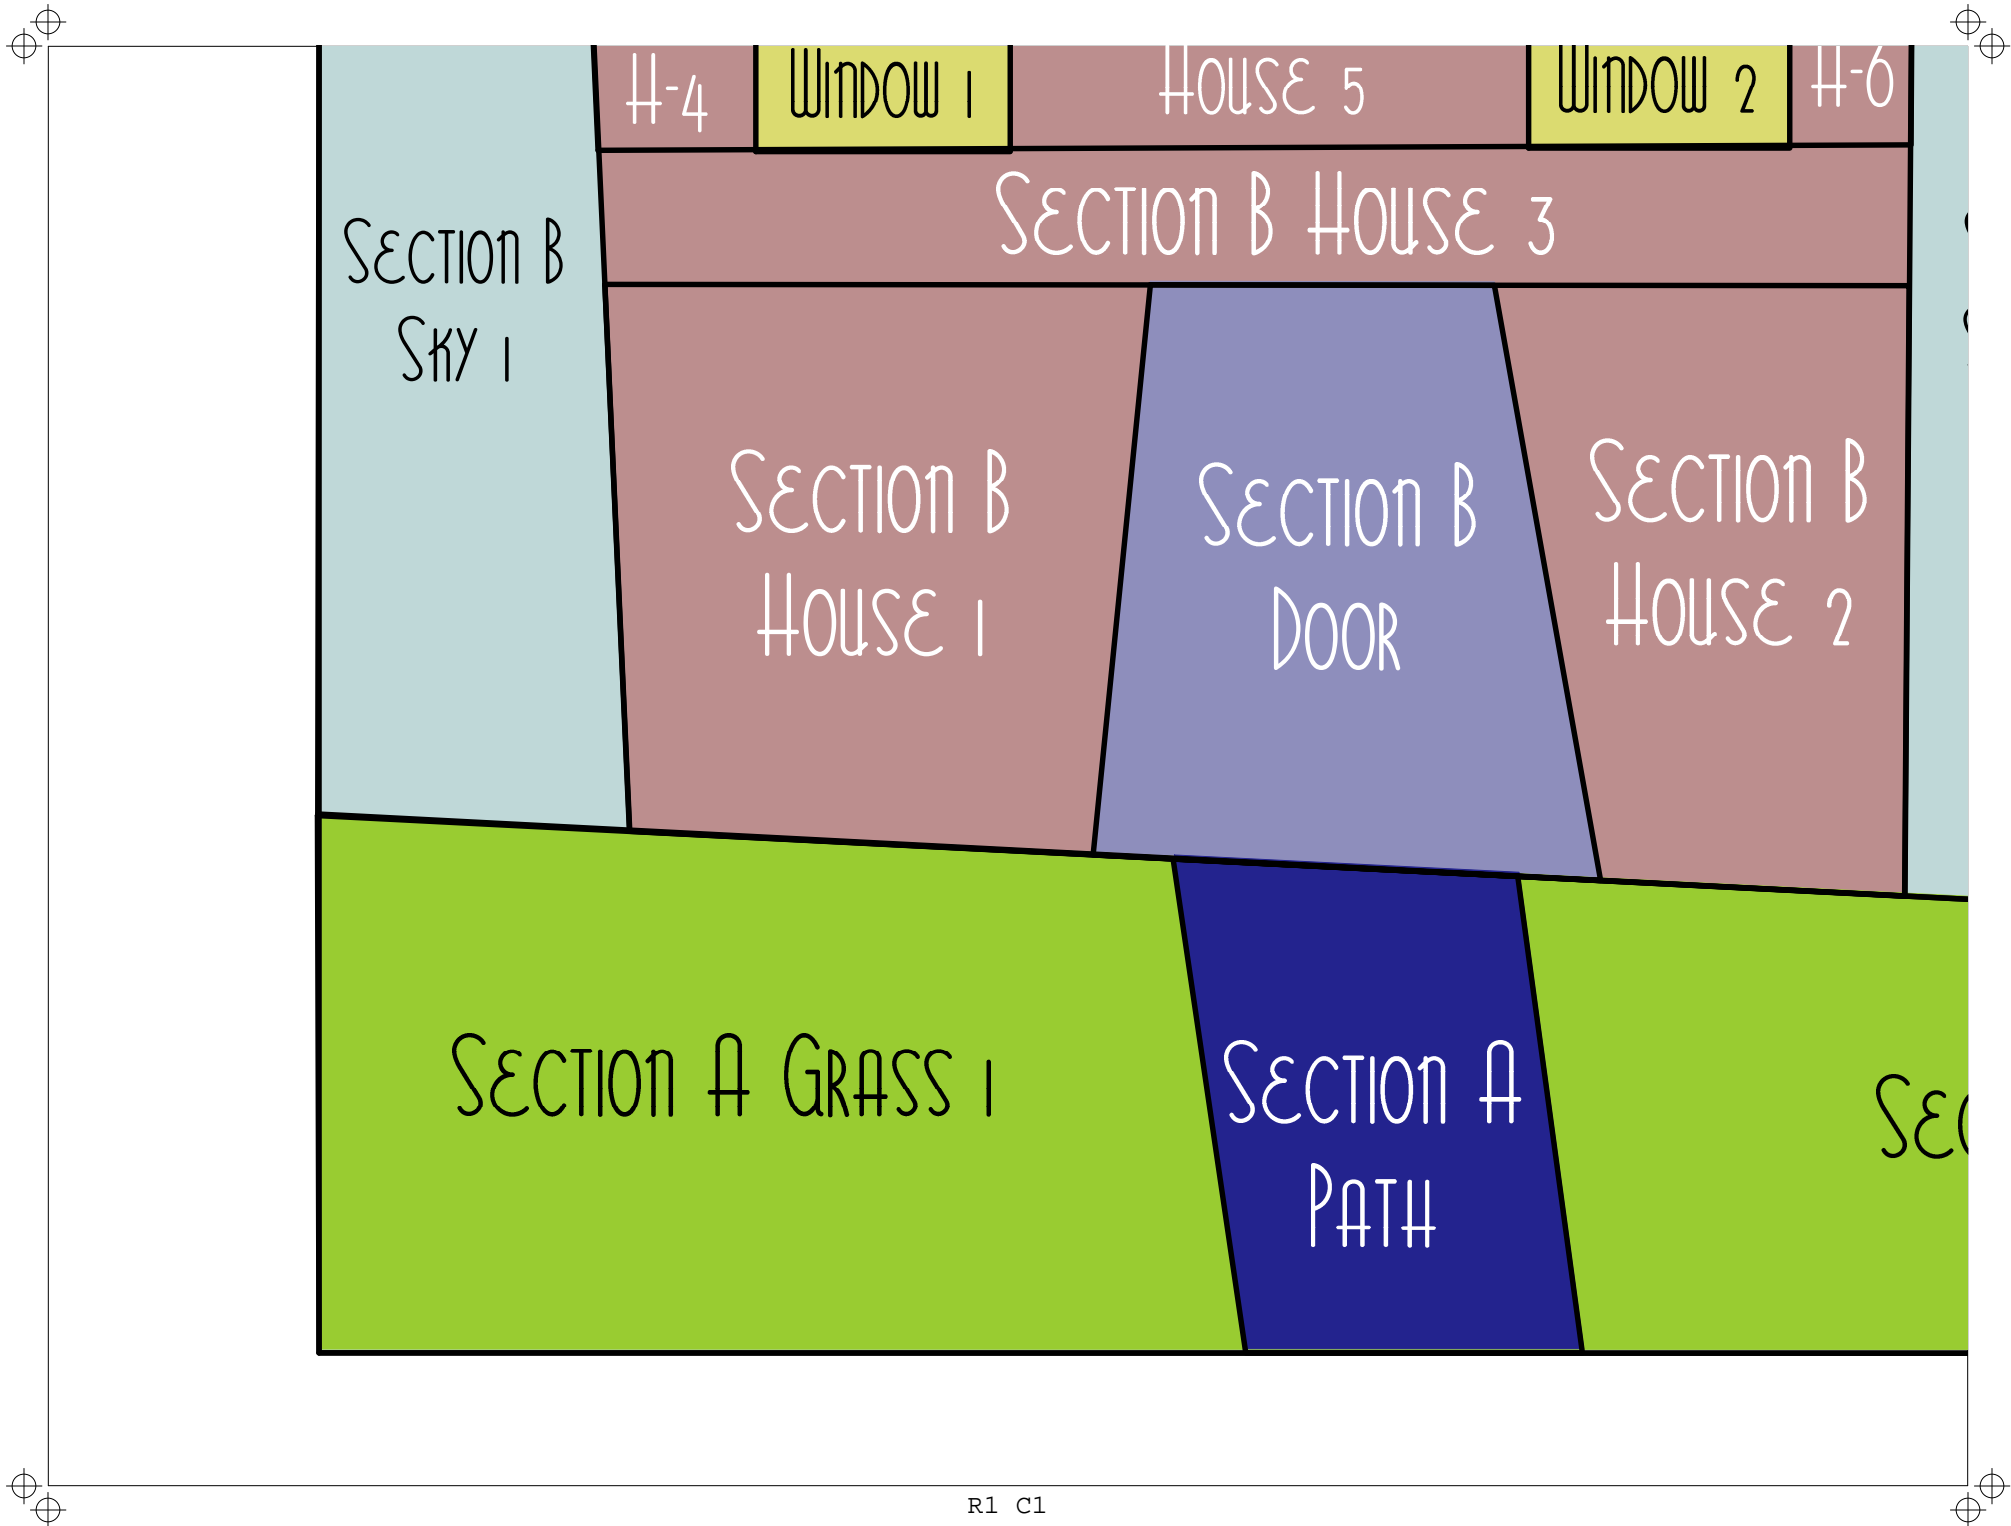 H-4
Window 1
House 5
Window 2
H-6
Section B House 3
Section B
Sky 1
Section B
House 1
Section B
Door
Section B
House 2
Section A Grass 1
Section A
Path
R1 C1